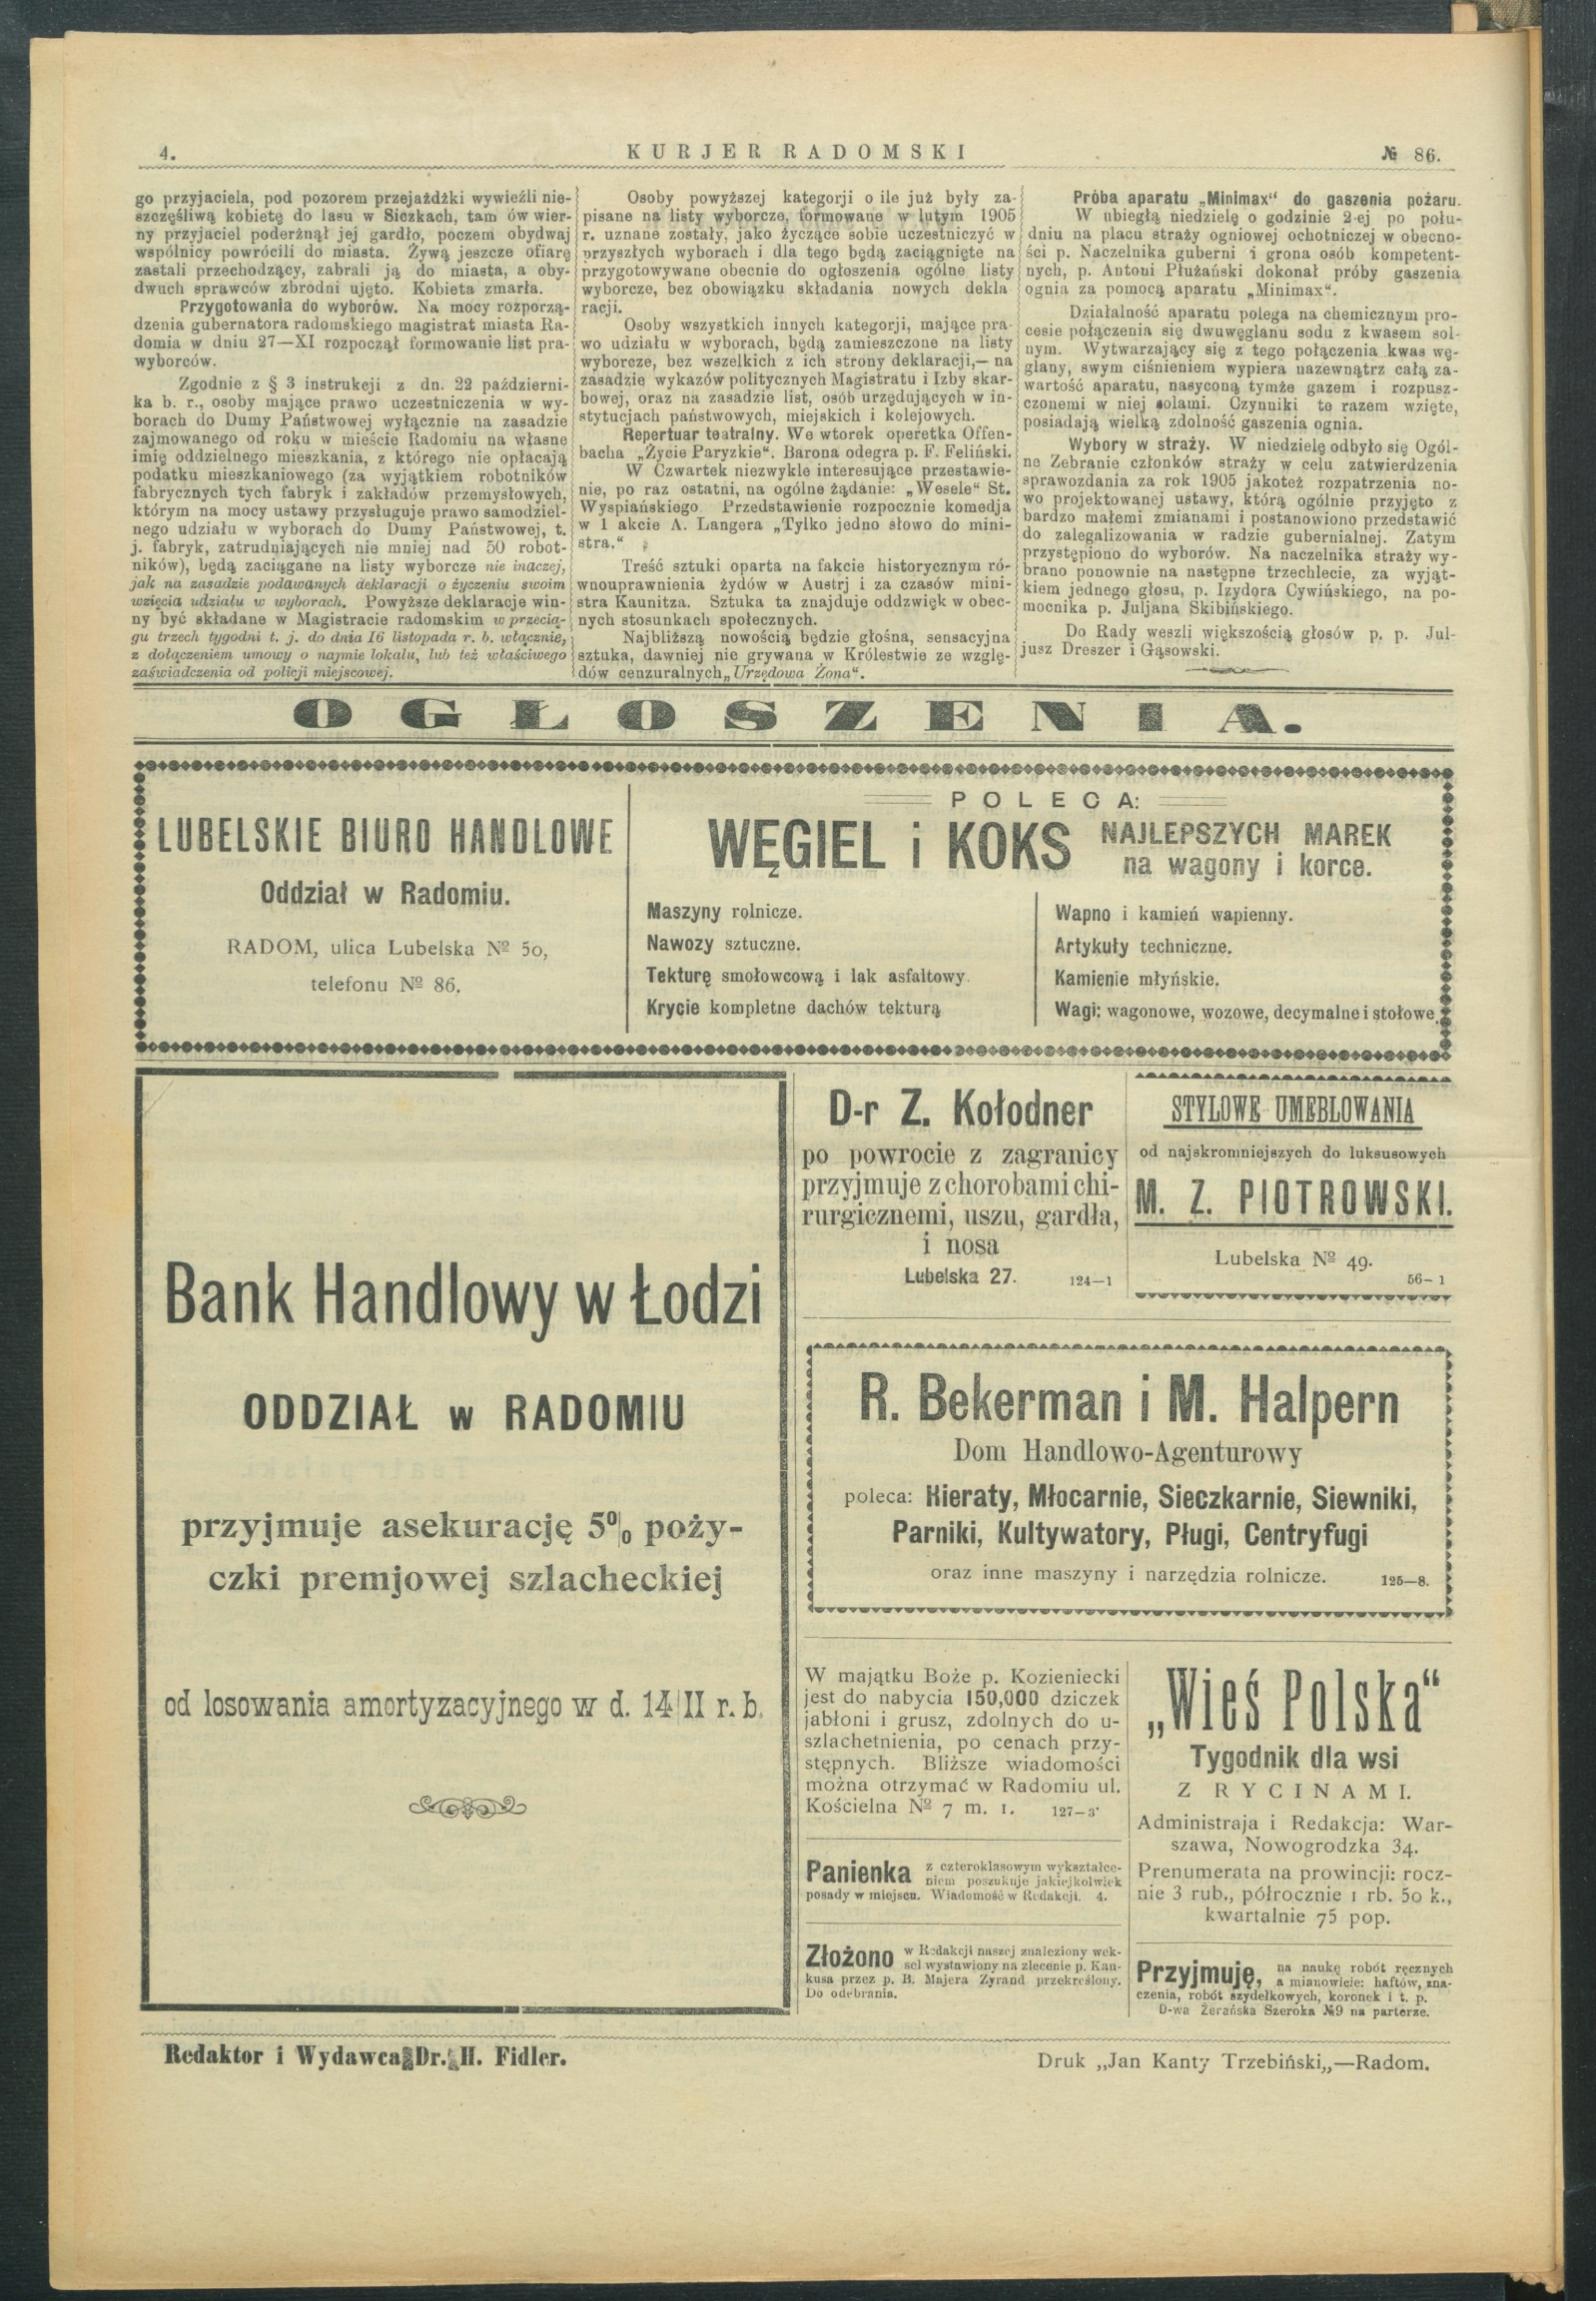 4.
KURJER RADOMSKI
№ 86.
go przyjaciela, pod pozorem przejażdżki wywieźli nie-
szczęśliwą kobietę do lasu w Siczkach, tam ów wier-
ny przyjaciel poderżnął jej gardło, poczem obydwaj
wspólnicy powrócili do miasta. Żywą jeszcze ofiarę
zastali przechodzący, zabrali ją do miasta, a oby-
dwuch sprawców zbrodni ujęto. Kobieta zmarła.
Przygotowania do wyborów. Na mocy rozporzą-
dzenia gubernatora radomskiego magistrat miasta Ra-
domia w dniu 27—XI rozpoczął formowanie list pra-
wyborców.
Zgodnie z § 3 instrukcji z dn. 22 październi-
ka b. r., osoby mające prawo uczestniczenia w wy-
borach do Dumy Państwowej wyłącznie na zasadzie
zajmowanego od roku w mieście Radomiu na własne
imię oddzielnego mieszkania, z którego nie opłacają
podatku mieszkaniowego (za wyjątkiem robotników
fabrycznych tych fabryk i zakładów przemysłowych,
którym na mocy ustawy przysługuje prawo samodziel-
nego udziału w wyborach do Dumy Państwowej, t.
j. fabryk, zatrudniających nie mniej nad 50 robot-
ników), będą zaciągane na listy wyborcze nie inaczej,
jak na zasadzie podawanych deklaracji o życzeniu swoim
wzięcia udziału w wyborach. Powyższe deklaracje win-
ny być składane w Magistracie radomskim w przecią-
gu trzech tygodni t. j. do dnia 16 listopada r. b. włącznie,
z dołączeniem umowy o najmie lokalu, lub też właściwego
zaświadczenia od policji miejscowej.
Osoby powyższej kategorji o ile już były za-
pisane na listy wyborcze, formowane w lutym 1905
r. uznane zostały, jako życzące sobie uczestniczyć w
przyszłych wyborach i dla tego będą zaciągnięte na
przygotowywane obecnie do ogłoszenia ogólne listy
wyborcze, bez obowiązku składania nowych dekla
racji.
Osoby wszystkich innych kategorji, mające pra-
wo udziału w wyborach, będą zamieszczone na listy
wyborcze, bez wszelkich z ich strony deklaracji,— na
zasadzie wykazów politycznych Magistratu i Izby skar-
bowej, oraz na zasadzie list, osób urzędujących w in-
stytucjach państwowych, miejskich i kolejowych.
Repertuar teatralny. We wtorek operetka Offen-
bacha „Życie Paryzkie“. Barona odegra p. F. Feliński.
W Czwartek niezwykle interesujące przestawie-
nie, po raz ostatni, na ogólne żądanie: „Wesele“ St.
Wyspiańskiego Przedstawienie rozpocznie komedja
w 1 akcie A. Langera „Tylko jedno słowo do mini-
stra.“
Treść sztuki oparta na fakcie historycznym ró-
wnouprawnienia żydów w Austrj i za czasów mini-
stra Kaunitza. Sztuka ta znajduje oddzwięk w obec-
nych stosunkach społecznych.
Najbliższą nowością będzie głośna, sensacyjna
sztuka, dawniej nie grywana w Królestwie ze wzglę-
dów cenzuralnych „Urzędowa Żona“.
Próba aparatu „Minimax“ do gaszenia pożaru.
W ubiegłą niedzielę o godzinie 2-ej po połu-
dniu na placu straży ogniowej ochotniczej w obecno-
ści p. Naczelnika guberni i grona osób kompetent-
nych, p. Antoni Płużański dokonał próby gaszenia
ognia za pomocą aparatu „Minimax“.
Działalność aparatu polega na chemicznym pro-
cesie połączenia się dwuwęglanu sodu z kwasem sol-
nym. Wytwarzający się z tego połączenia kwas wę-
glany, swym ciśnieniem wypiera nazewnątrz całą za-
wartość aparatu, nasyconą tymże gazem i rozpusz-
czonemi w niej solami. Czynniki te razem wzięte,
posiadają wielką zdolność gaszenia ognia.
Wybory w straży. W niedzielę odbyło się Ogól-
ne Zebranie członków straży w celu zatwierdzenia
sprawozdania za rok 1905 jakoteż rozpatrzenia no-
wo projektowanej ustawy, którą ogólnie przyjęto z
bardzo małemi zmianami i postanowiono przedstawić
do zalegalizowania w radzie gubernialnej. Zatym
przystępiono do wyborów. Na naczelnika straży wy-
brano ponownie na następne trzechlecie, za wyjąt-
kiem jednego głosu, p. Izydora Cywińskiego, na po-
mocnika p. Juljana Skibińskiego.
Do Rady weszli większością głosów p. p. Jul-
jusz Dreszer i Gąsowski.
OGŁOSZENIA.
LUBELSKIE BIURO HANDLOWE
Oddział w Radomiu.
RADOM, ulica Lubelska № 50,
telefonu № 86.
POLECA:
WĘGIEL i KOKS NAJLEPSZYCH MAREK
na wagony i korce.
Maszyny rolnicze.
Nawozy sztuczne.
Tekturę smołowcową i lak asfaltowy.
Krycie kompletne dachów tekturą
Wapno i kamień wapienny.
Artykuły techniczne.
Kamienie młyńskie.
Wagi: wagonowe, wozowe, decymalne i stołowe.
Bank Handlowy w Łodzi
ODDZIAŁ w RADOMIU
przyjmuje asekurację 5% poży-
czki premjowej szlacheckiej
od losowania amortyzacyjnego w d. 14|II r. b.
D-r Z. Kołodner
po powrocie z zagranicy
przyjmuje z chorobami chi-
rurgicznemi, uszu, gardła,
i nosa
Lubelska 27. 124—1
STYLOWE UMEBLOWANIA
od najskromniejszych do luksusowych
M. Z. PIOTROWSKI.
Lubelska № 49.
56—1
R. Bekerman i M. Halpern
Dom Handlowo-Agenturowy
poleca: Kieraty, Młocarnie, Sieczkarnie, Siewniki,
Parniki, Kultywatory, Pługi, Centryfugi
oraz inne maszyny i narzędzia rolnicze. 125—8.
W majątku Boże p. Kozieniecki
jest do nabycia 150,000 dziczek
jabłoni i grusz, zdolnych do u-
szlachetnienia, po cenach przy-
stępnych. Bliższe wiadomości
można otrzymać w Radomiu ul.
Kościelna № 7 m. 1. 127—3
Panienka z czteroklasowym wykształce-
niem poszukuje jakiejkolwiek
posady w miejscu. Wiadomość w Redakcji. 4.
Złożono w Redakcji naszej znaleziony wek-
sel wystawiony na zlecenie p. Kan-
kusa przez p. B. Majera Zyrand przekreślony.
Do odebrania.
„Wieś Polska“
Tygodnik dla wsi
Z RYCINAMI.
Administraja i Redakcja: War-
szawa, Nowogrodzka 34.
Prenumerata na prowincji: rocz-
nie 3 rub., półrocznie 1 rb. 50 k.,
kwartalnie 75 pop.
Przyjmuję, na naukę robót ręcznych
a mianowicie: haftów, zna-
czenia, robót szydełkowych, koronek i t. p.
D-wa Żerańska Szeroka №9 na parterze.
Redaktor i Wydawca Dr. H. Fidler.
Druk „Jan Kanty Trzebiński„—Radom.